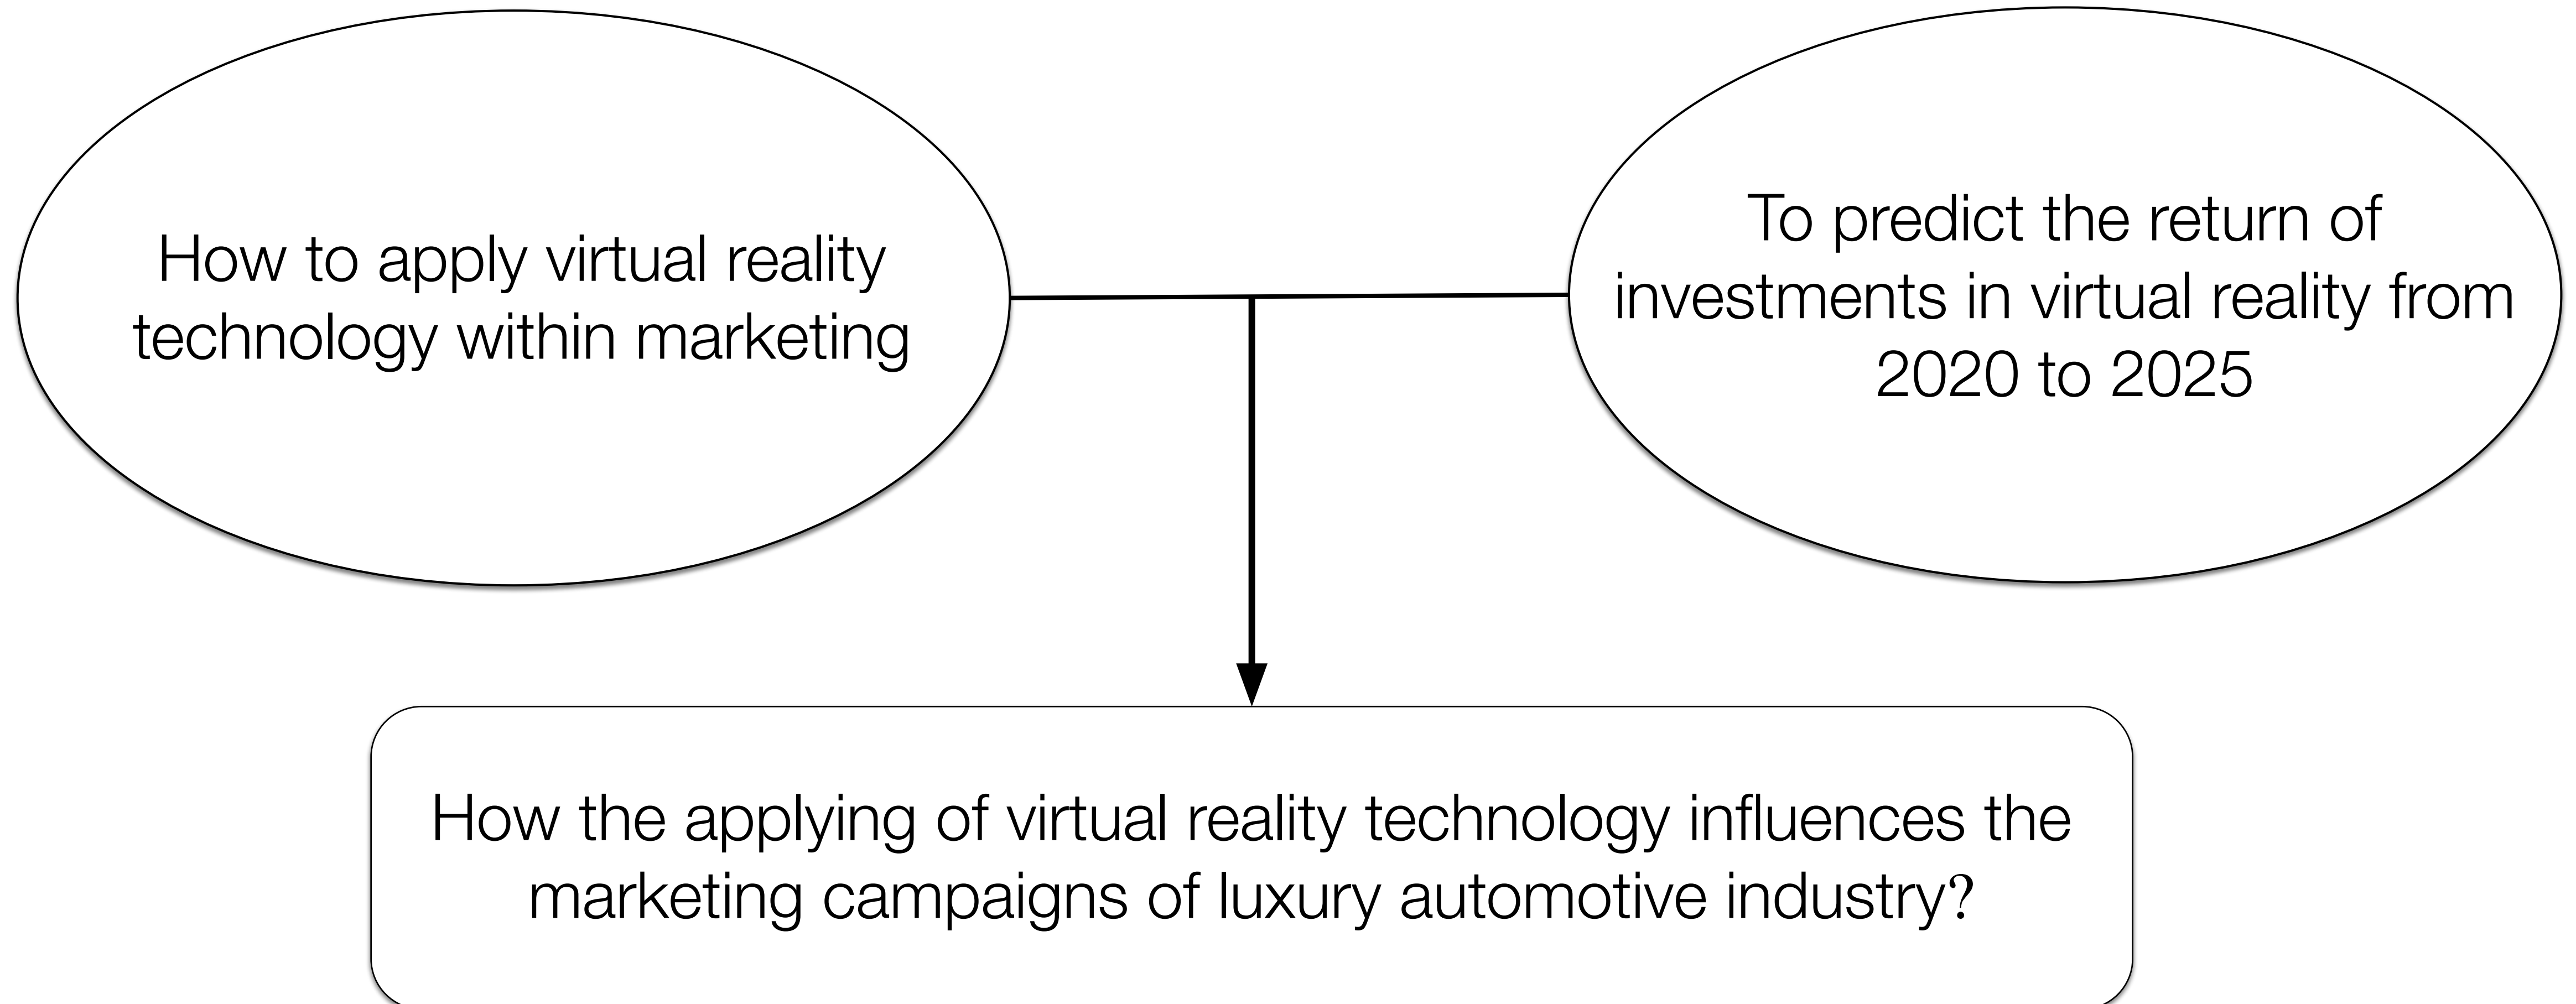 How to apply virtual reality
technology within marketing
To predict the return of
investments in virtual reality from
2020 to 2025
How the applying of virtual reality technology influences the
marketing campaigns of luxury automotive industry?